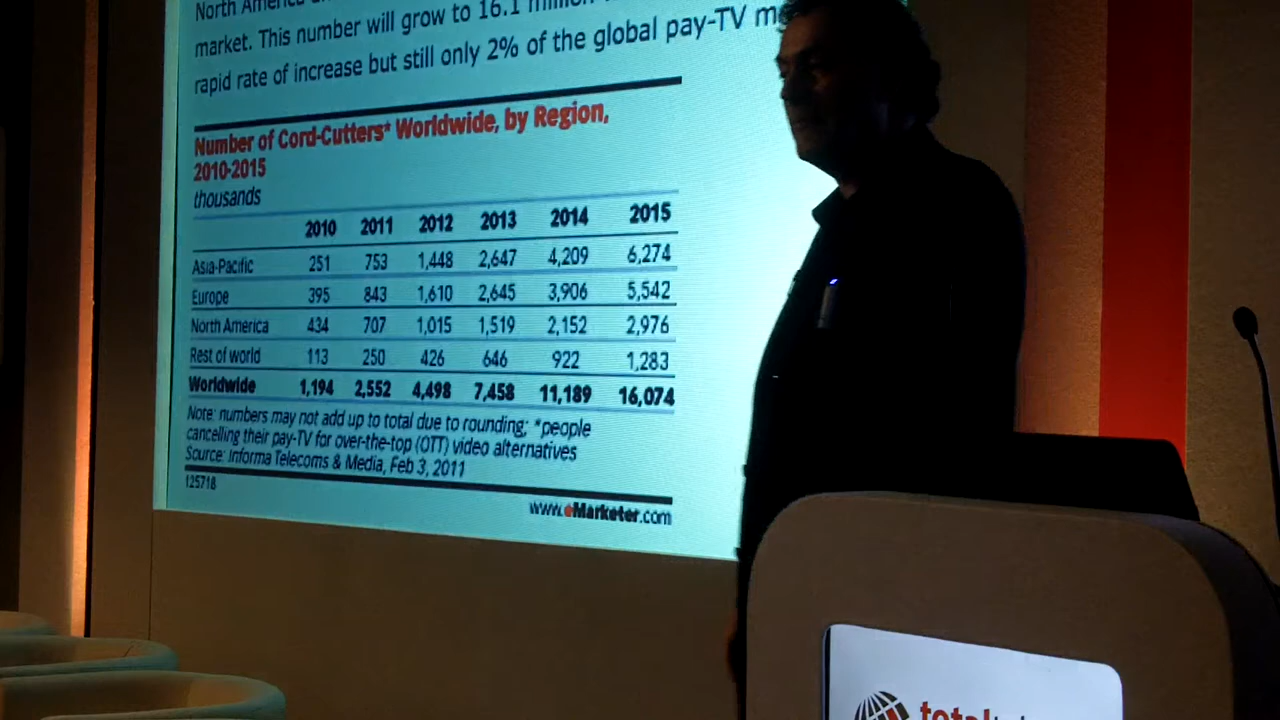 North America
market. This number will grow to 16.1 million
rapid rate of increase but still only 2% of the global pay-TV
Number of Cord-Cutters* Worldwide, by Region,
2010-2015
thousands
2010 2011 2012 2013 2014 2015
Asia-Pacific 251 753 1,448 2,647 4,209 6,274
Europe 395 843 1,610 2,645 3,906 5,542
North America 434 707 1,015 1,519 2,152 2,976
Rest of world 113 250 426 646 922 1,283
Worldwide 1,194 2,552 4,498 7,458 11,189 16,074
Note: numbers may not add up to total due to rounding; *people
cancelling their pay-TV for over-the-top (OTT) video alternatives
Source: Informa Telecoms & Media, Feb 3, 2011
125718
www.eMarketer.com
total